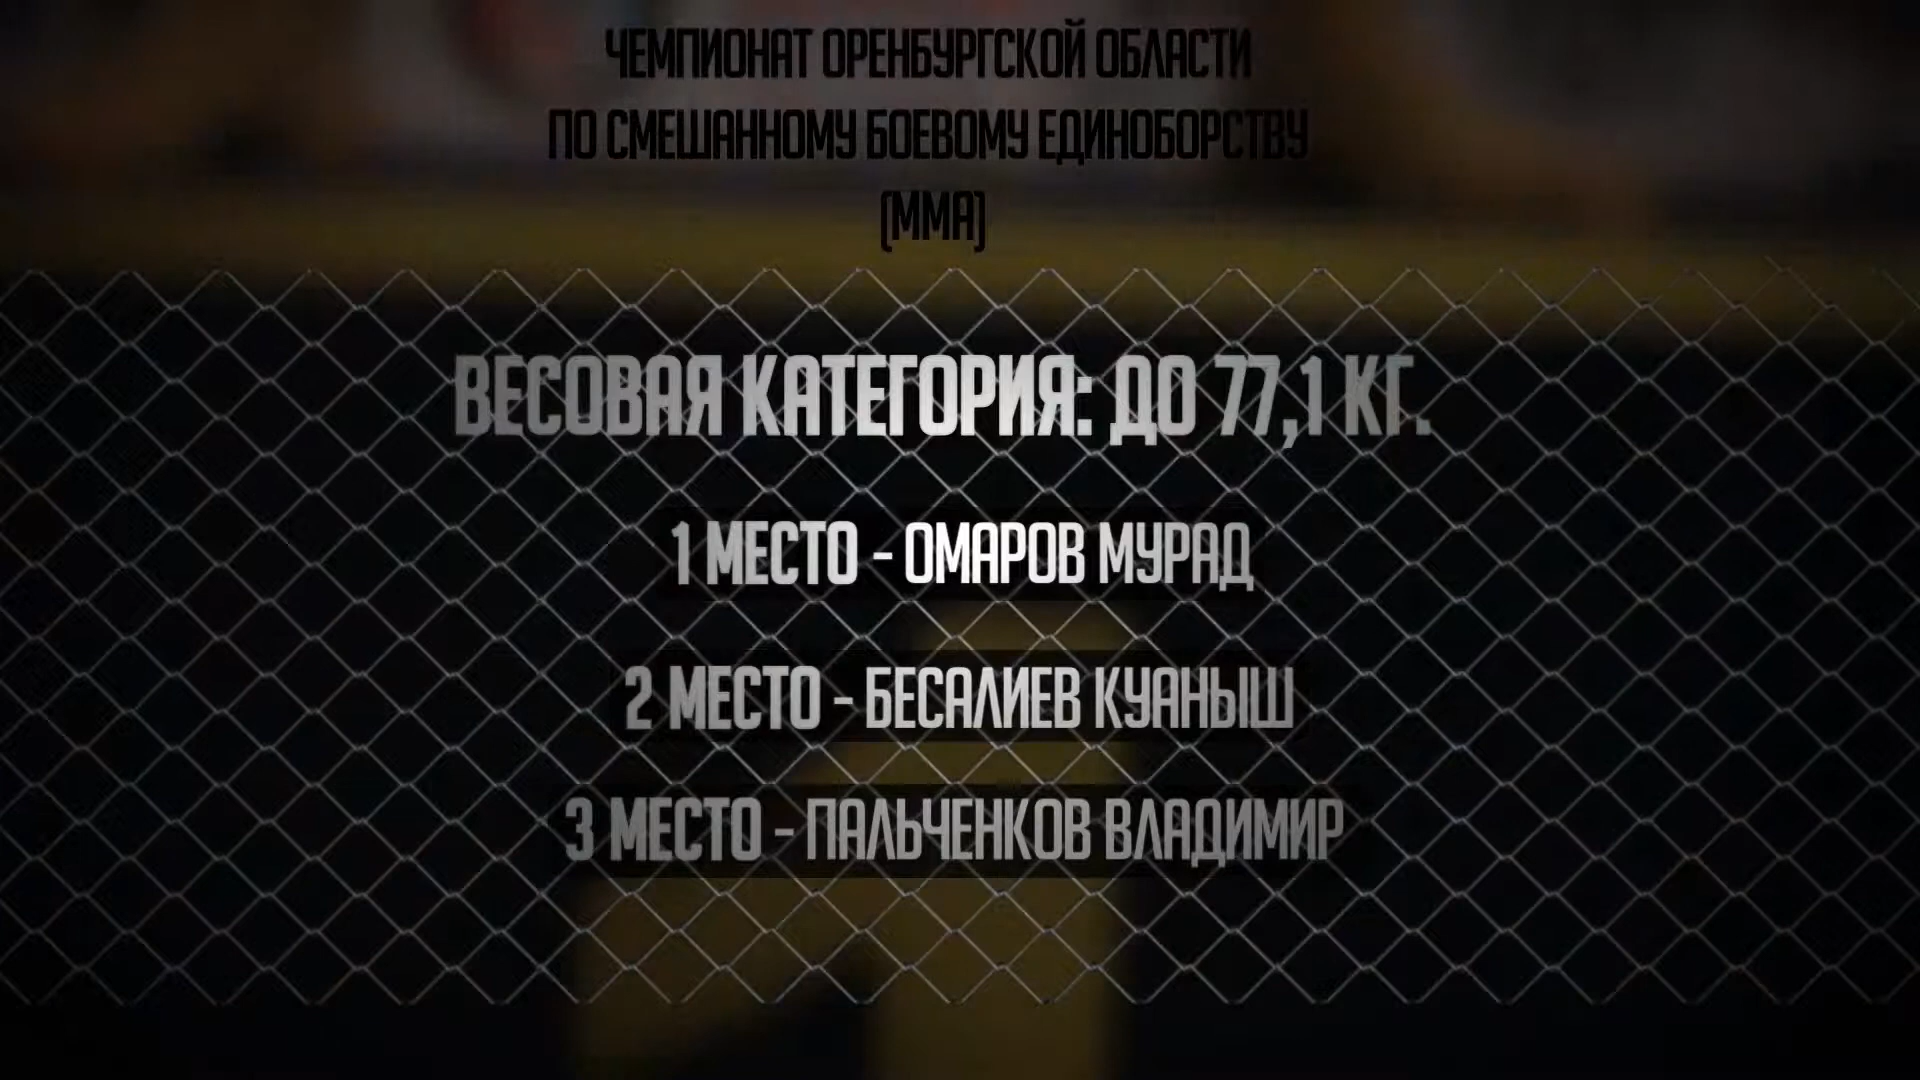 ЧЕМПИОНАТ ОРЕНБУРГСКОЙ ОБЛАСТИ
ПО СМЕШАННОМУ БОЕВОМУ ЕДИНОБОРСТВУ
(ММА)
ВЕСОВАЯ КАТЕГОРИЯ: ДО 77,1 КГ.
1 МЕСТО - ОМАРОВ МУРАД
2 МЕСТО - БЕСАЛИЕВ КУАНЫШ
3 МЕСТО - ПАЛЬЧЕНКОВ ВЛАДИМИР